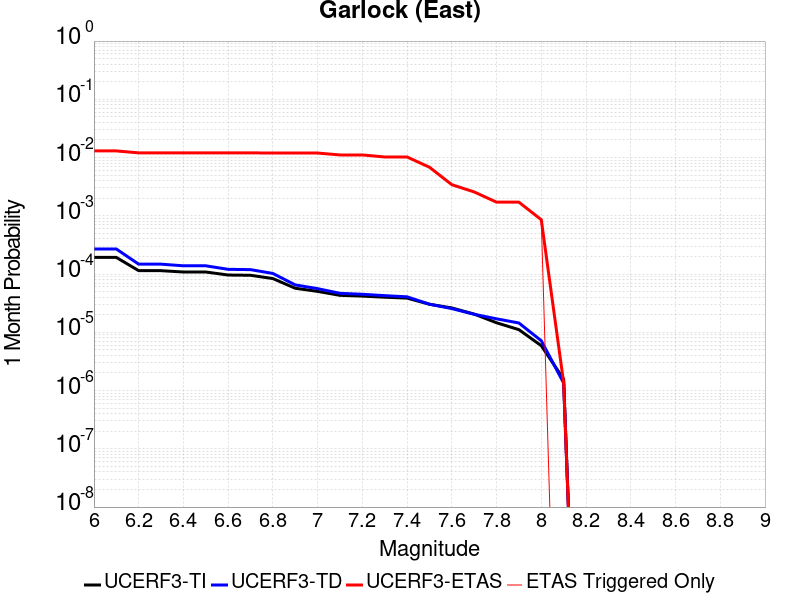 Garlock (East)
10^0
10^-1
10^-2
10^-3
10^-4
10^-5
10^-6
10^-7
10^-8
1 Month Probability
6 6.2 6.4 6.6 6.8 7 7.2 7.4 7.6 7.8 8 8.2 8.4 8.6 8.8 9
Magnitude
UCERF3-TI UCERF3-TD UCERF3-ETAS ETAS Triggered Only